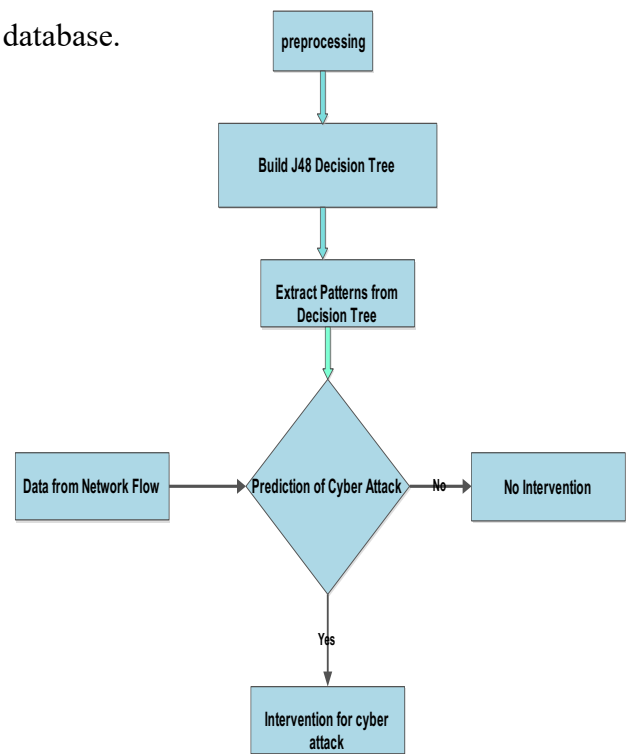 database.
preprocessing
Build J48 Decision Tree
Extract Patterns from
Decision Tree
Data from Network Flow
Prediction of Cyber Attack
No
No Intervention
Yes
Intervention for cyber
attack